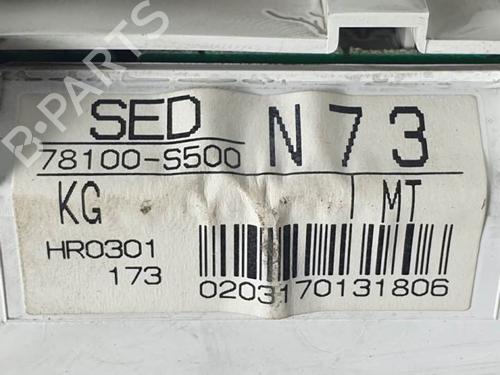 B-PARTS
SED N73
78100-S500
KG MT
HR0301
173
0203170131806